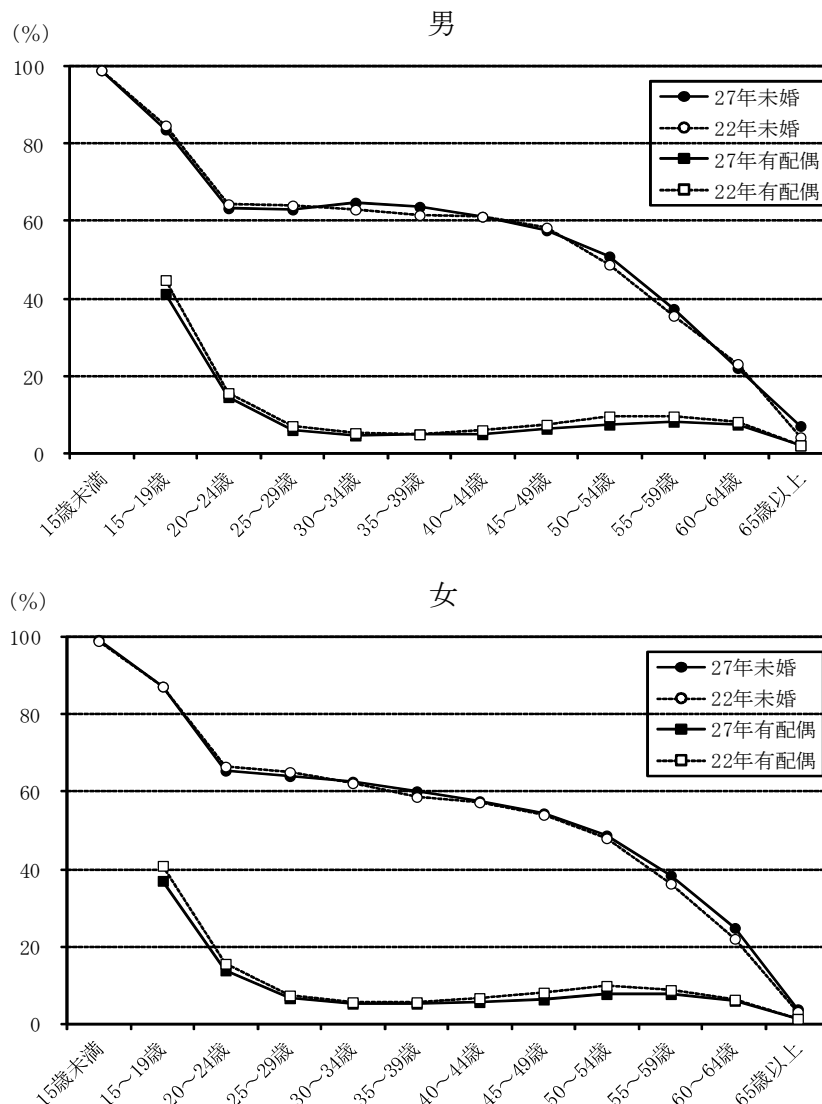 男
(%)
100
80
60
40
20
0
27年未婚
22年未婚
27年有配偶
22年有配偶
15歳未満
15～19歳
20～24歳
25～29歳
30～34歳
35～39歳
40～44歳
45～49歳
50～54歳
55～59歳
60～64歳
65歳以上
女
(%)
100
80
60
40
20
0
27年未婚
22年未婚
27年有配偶
22年有配偶
15歳未満
15～19歳
20～24歳
25～29歳
30～34歳
35～39歳
40～44歳
45～49歳
50～54歳
55～59歳
60～64歳
65歳以上